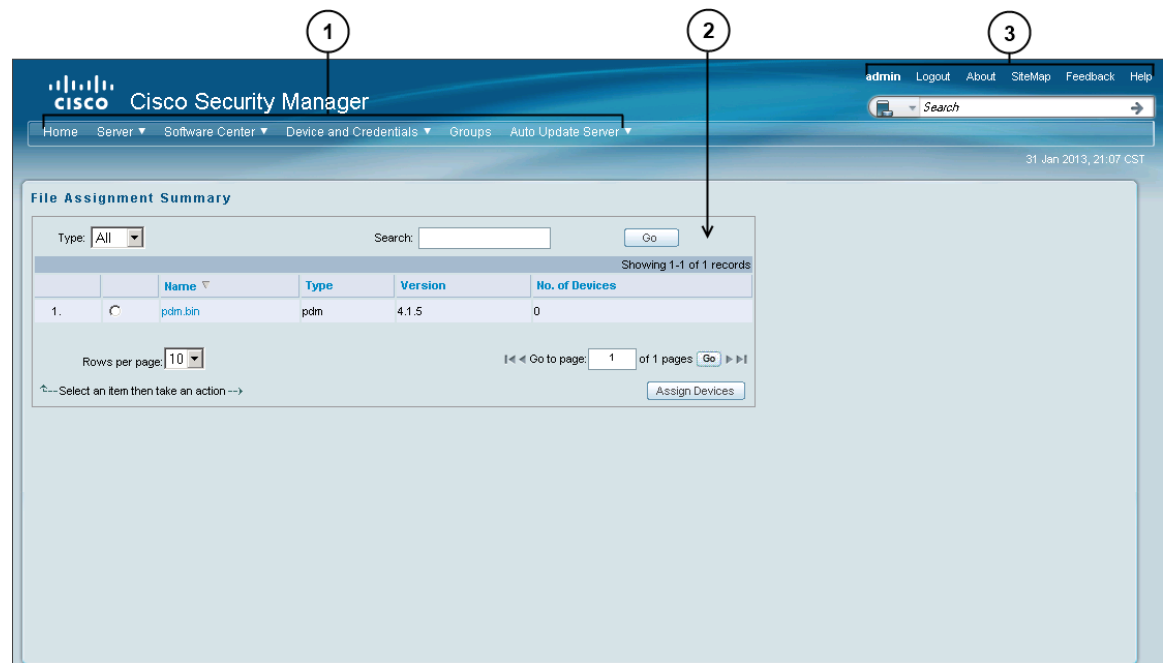 1
2
3
admin Logout About SiteMap Feedback Help
CISCO Cisco Security Manager
Search
Home Server Software Center Device and Credentials Groups Auto Update Server
31 Jan 2013, 21:07 CST
File Assignment Summary
Type: All Search: Go
Showing 1-1 of 1 records
Name Type Version No. of Devices
1. pdm.bin pdm 4.1.5 0
Rows per page: 10 Go to page: 1 of 1 pages Go
Select an item then take an action Assign Devices